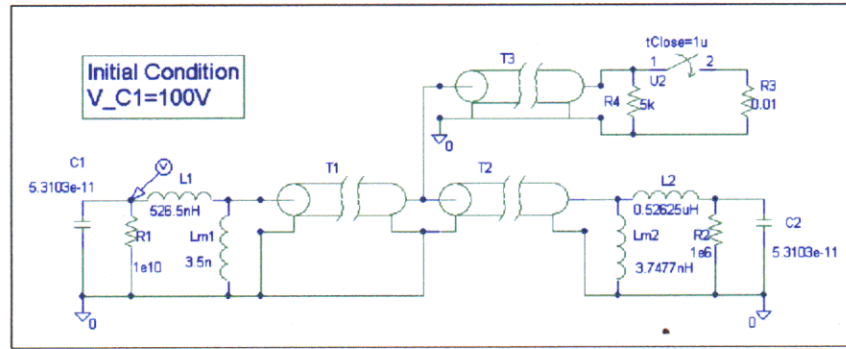 Initial Condition
V_C1=100V
T3
tClose=1u
1
2
U2
R4
5k
R3
0.01
0
C1
5.3103e-11
V
L1
526.5nH
R1
1e10
Lm1
3.5n
T1
T2
L2
0.52625uH
Lm2
3.7477nH
R2
1e6
C2
5.3103e-11
0
0